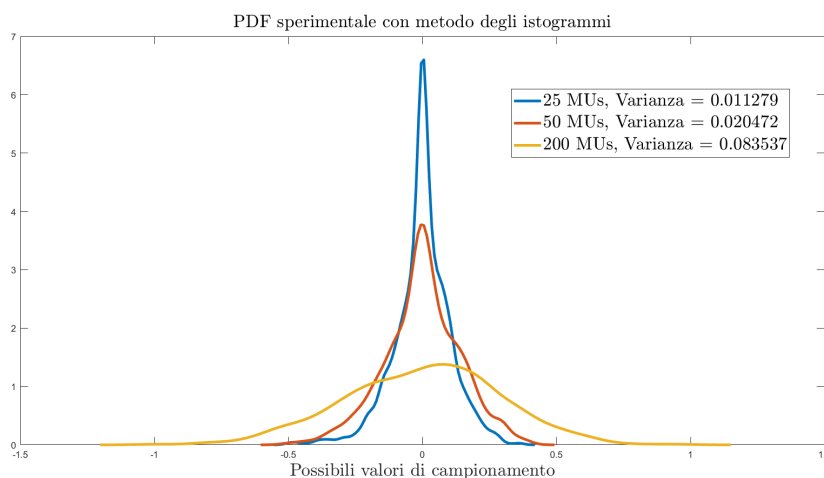 PDF sperimentale con metodo degli istogrammi
7
6
5
4
3
2
1
0
25 MUs, Varianza = 0.011279
50 MUs, Varianza = 0.020472
200 MUs, Varianza = 0.083537
-1.5
-1
-0.5
0
0.5
1
Possibili valori di campionamento